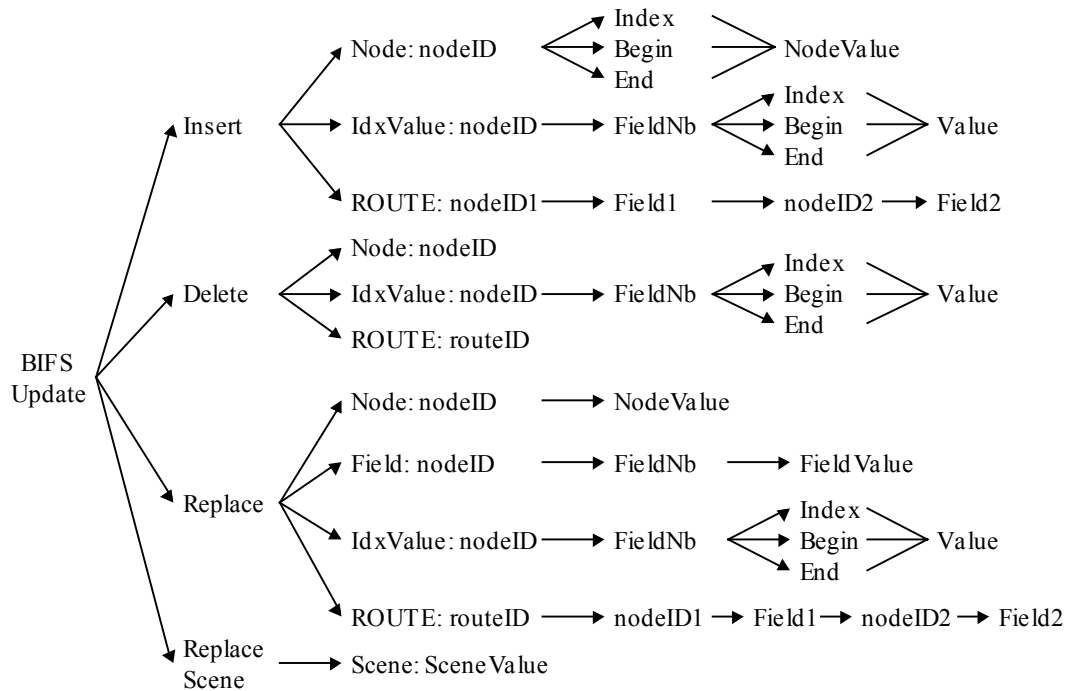 Index
Node: nodeID Begin NodeValue
End
Index
Insert IdxValue: nodeID FieldNb Begin Value
End
ROUTE: nodeID1 Field1 nodeID2 Field2
Node: nodeID
Index
Delete IdxValue: nodeID FieldNb Begin Value
End
ROUTE: routeID
BIFS
Update
Node: nodeID NodeValue
Field: nodeID FieldNb FieldValue
Replace
Index
IdxValue: nodeID FieldNb Begin Value
End
ROUTE: routeID nodeID1 Field1 nodeID2 Field2
Replace
Scene
Scene: SceneValue